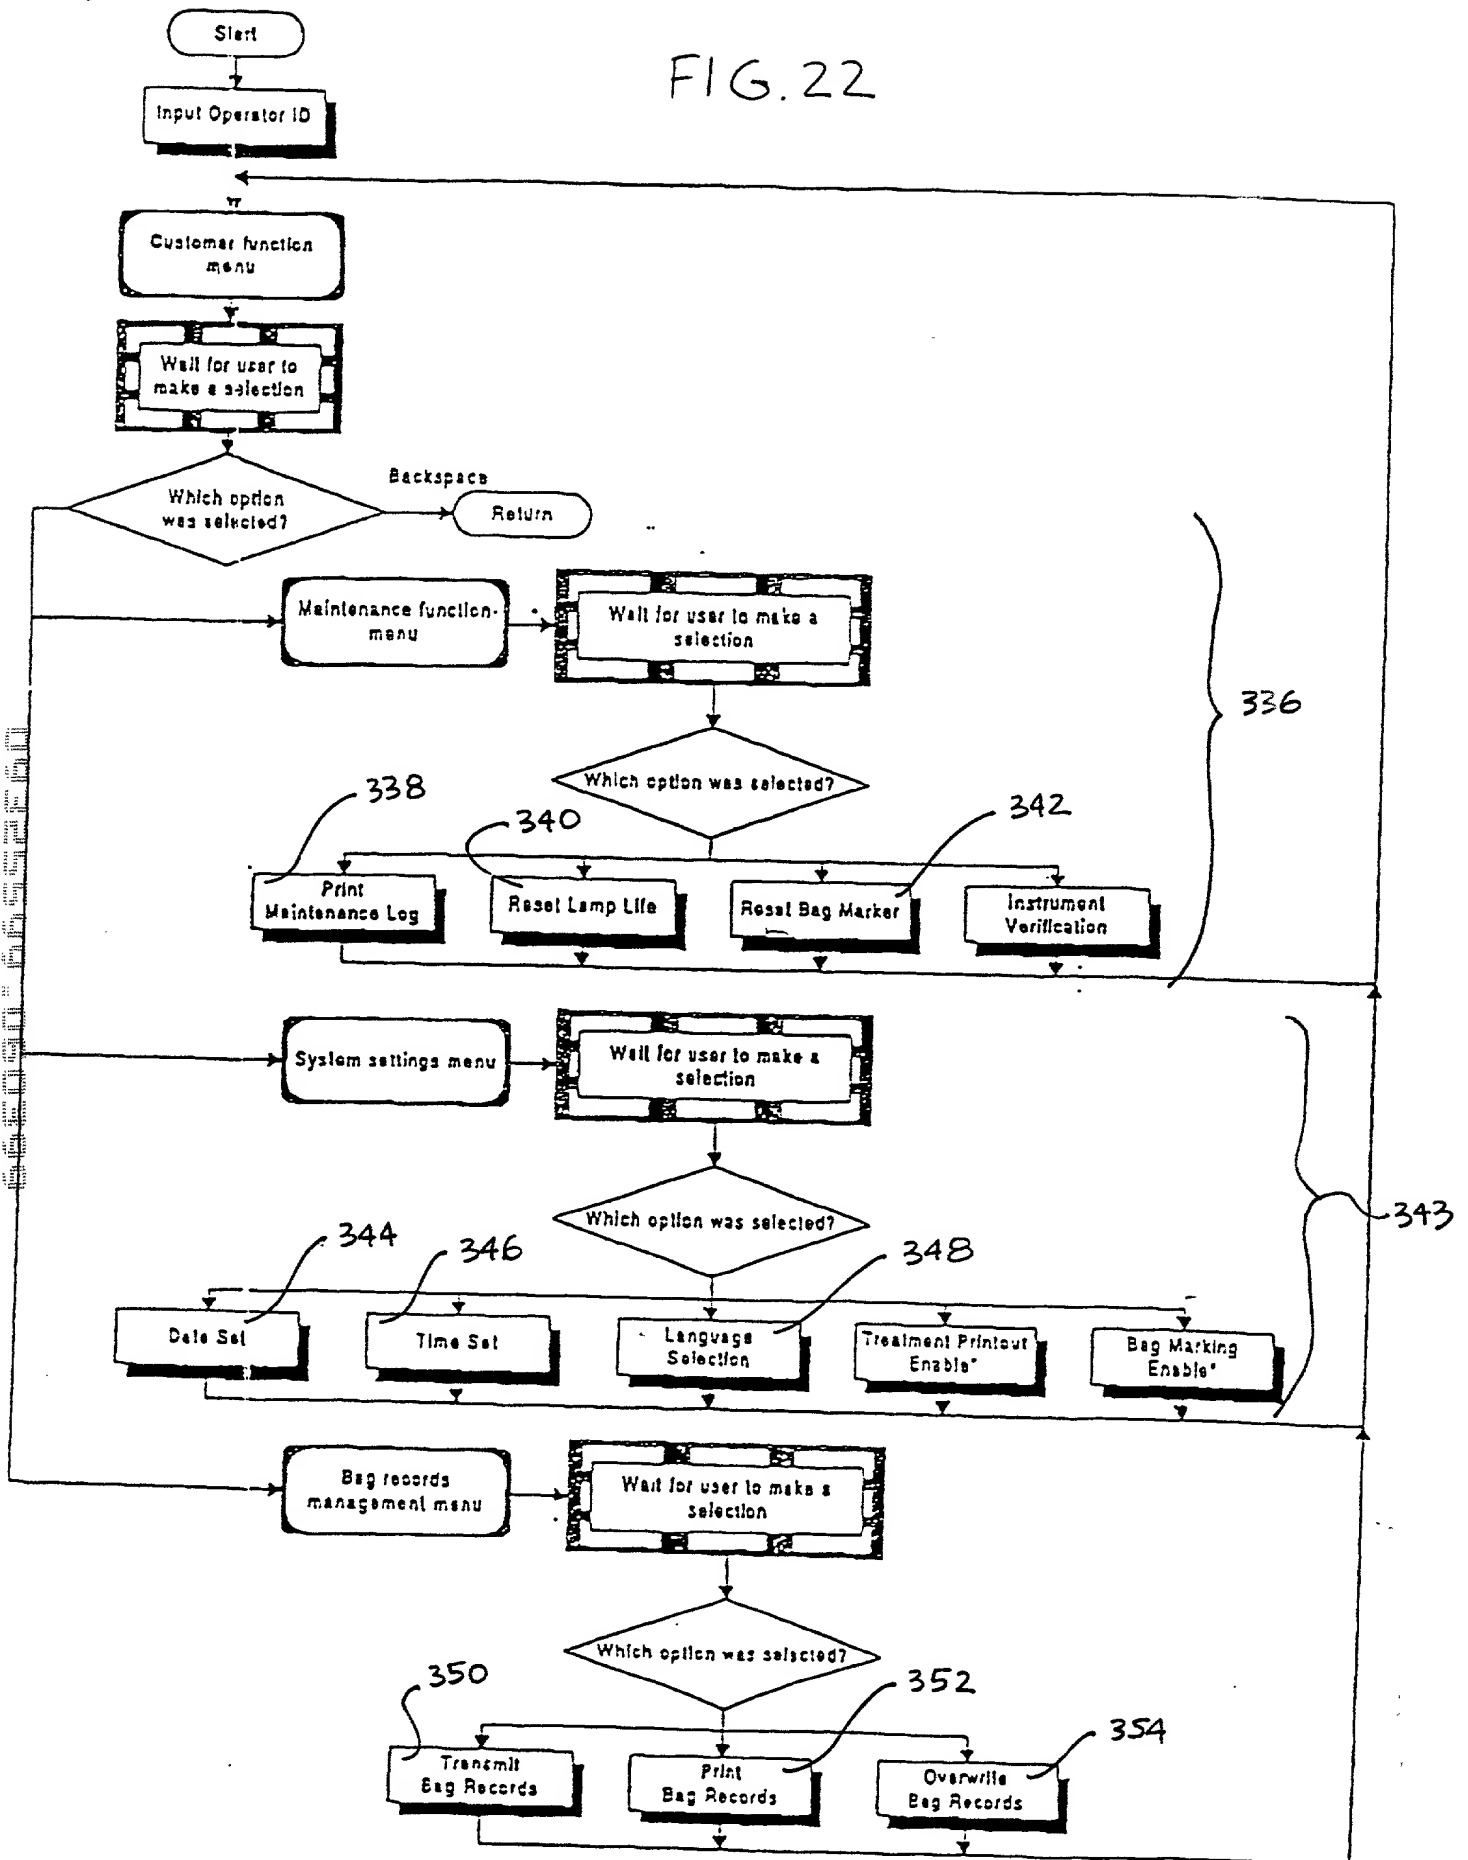 Start
FIG.22
Input Operator ID
Customer function
menu
Wait for user to
make a selection
Which option
was selected?
Backspace
Return
Maintenance function-
menu
Wait for user to make a
selection
336
Which option was selected?
338
340
342
Print
Maintenance Log
Reset Lamp Life
Reset Bag Marker
Instrument
Verification
System settings menu
Wait for user to make a
selection
Which option was selected?
343
344
346
348
Date Set
Time Set
Language
Selection
Treatment Printout
Enable*
Bag Marking
Enable*
Bag records
management menu
Wait for user to make a
selection
Which option was selected?
350
352
354
Transmit
Bag Records
Print
Bag Records
Overwrite
Bag Records